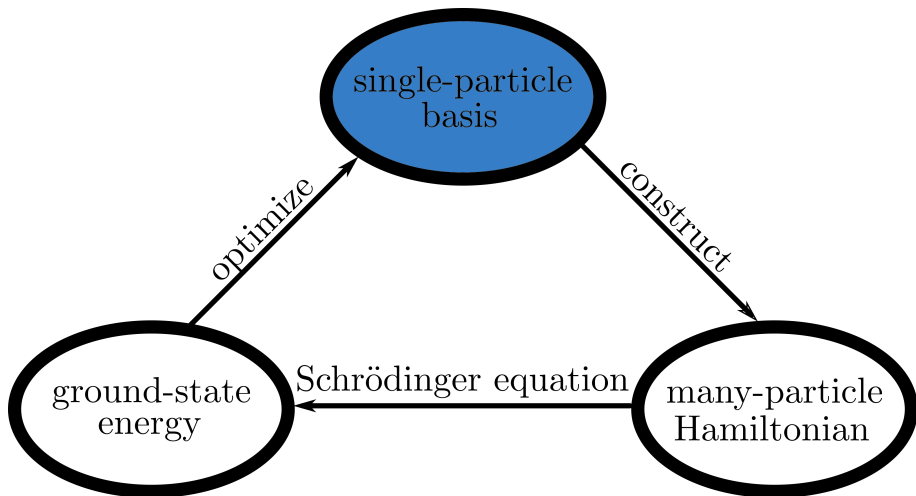 single-particle
basis
construct
optimize
Schrödinger equation
ground-state
energy
many-particle
Hamiltonian